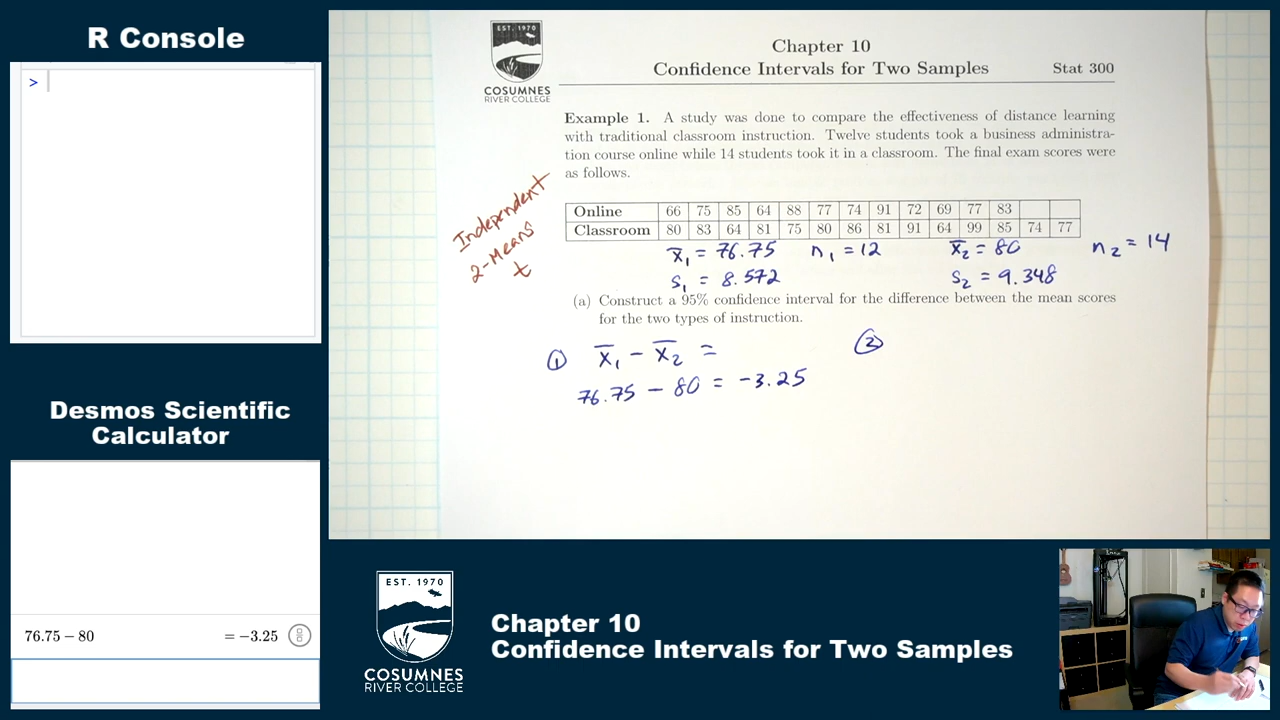 R Console
>
Desmos Scientific
Calculator
76.75 − 80 = −3.25
EST. 1970
COSUMNES
RIVER COLLEGE
Chapter 10
Confidence Intervals for Two Samples Stat 300
Example 1. A study was done to compare the effectiveness of distance learning
with traditional classroom instruction. Twelve students took a business administra-
tion course online while 14 students took it in a classroom. The final exam scores were
as follows.
Independent
2-Means
t
Online 66 75 85 64 88 77 74 91 72 69 77 83
Classroom 80 83 64 81 75 80 86 81 91 64 99 85 74 77
x̄₁ = 76.75 n₁ = 12 x̄₂ = 80 n₂ = 14
s₁ = 8.572 s₂ = 9.348
(a) Construct a 95% confidence interval for the difference between the mean scores
for the two types of instruction.
① x̄₁ − x̄₂ = ②
76.75 − 80 = −3.25
EST. 1970
COSUMNES
RIVER COLLEGE
Chapter 10
Confidence Intervals for Two Samples